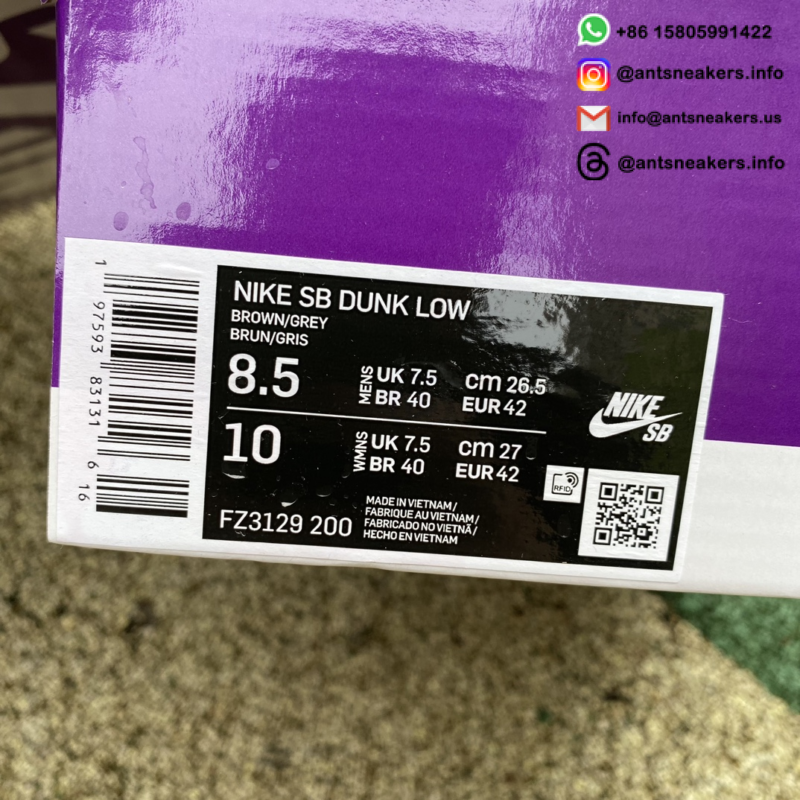 +86 15805991422
@antsneakers.info
info@antsneakers.us
@antsneakers.info
1 97593 83131 6 16
NIKE SB DUNK LOW
BROWN/GREY
BRUN/GRIS
8.5
MENS
UK 7.5 cm 26.5
BR 40 EUR 42
10
WMNS
UK 7.5 cm 27
BR 40 EUR 42
NIKE
SB
RFID
FZ3129 200
MADE IN VIETNAM/
FABRIQUE AU VIETNAM/
FABRICADO NO VIETNÃ/
HECHO EN VIETNAM